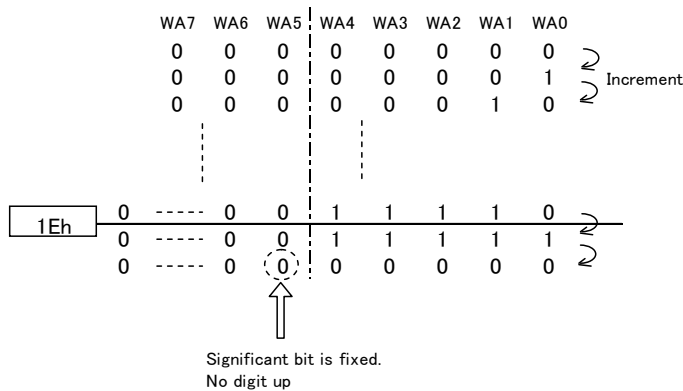 WA7 WA6 WA5 WA4 WA3 WA2 WA1 WA0
0 0 0 0 0 0 0 0
0 0 0 0 0 0 0 1
Increment
0 0 0 0 0 0 1 0
0 ----- 0 0 1 1 1 1 0
1Eh
0 ----- 0 0 1 1 1 1 1
0 ----- 0 0 0 0 0 0 0
Significant bit is fixed.
No digit up